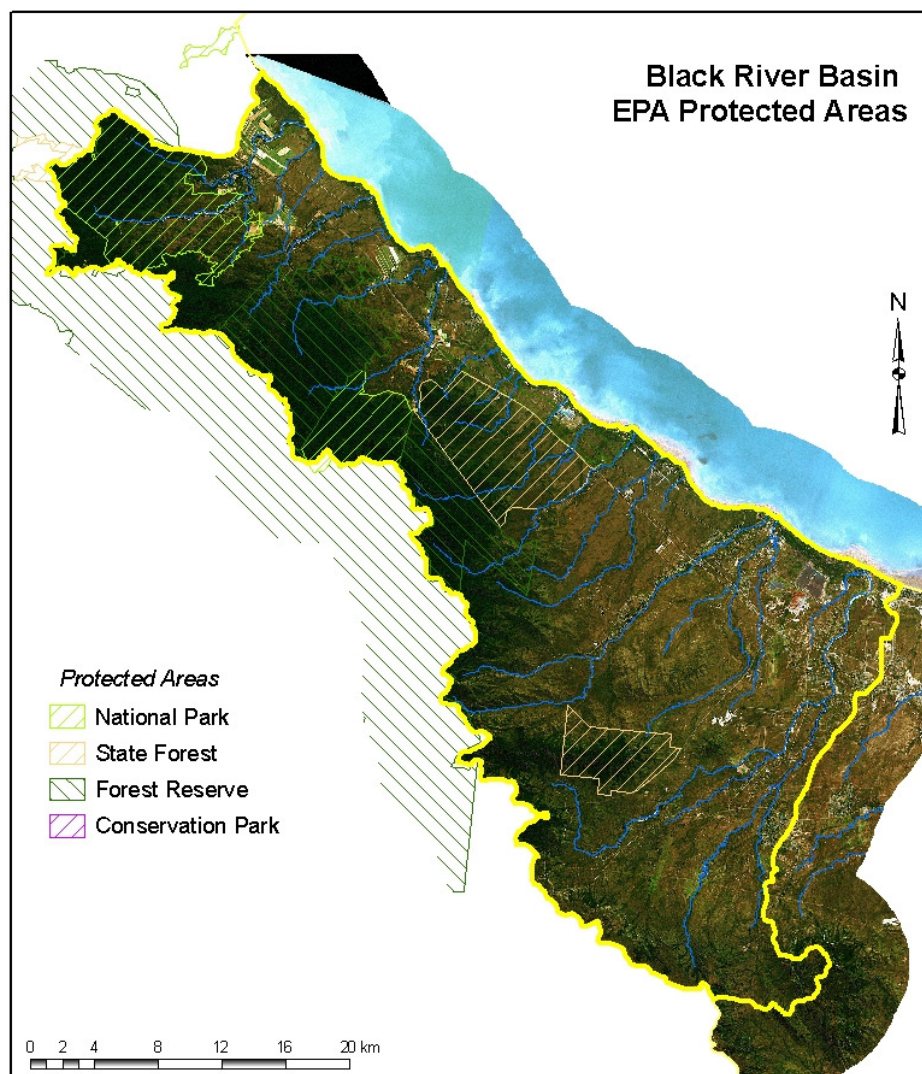 Black River Basin
EPA Protected Areas
N
Protected Areas
National Park
State Forest
Forest Reserve
Conservation Park
0 2 4 8 12 16 20 km